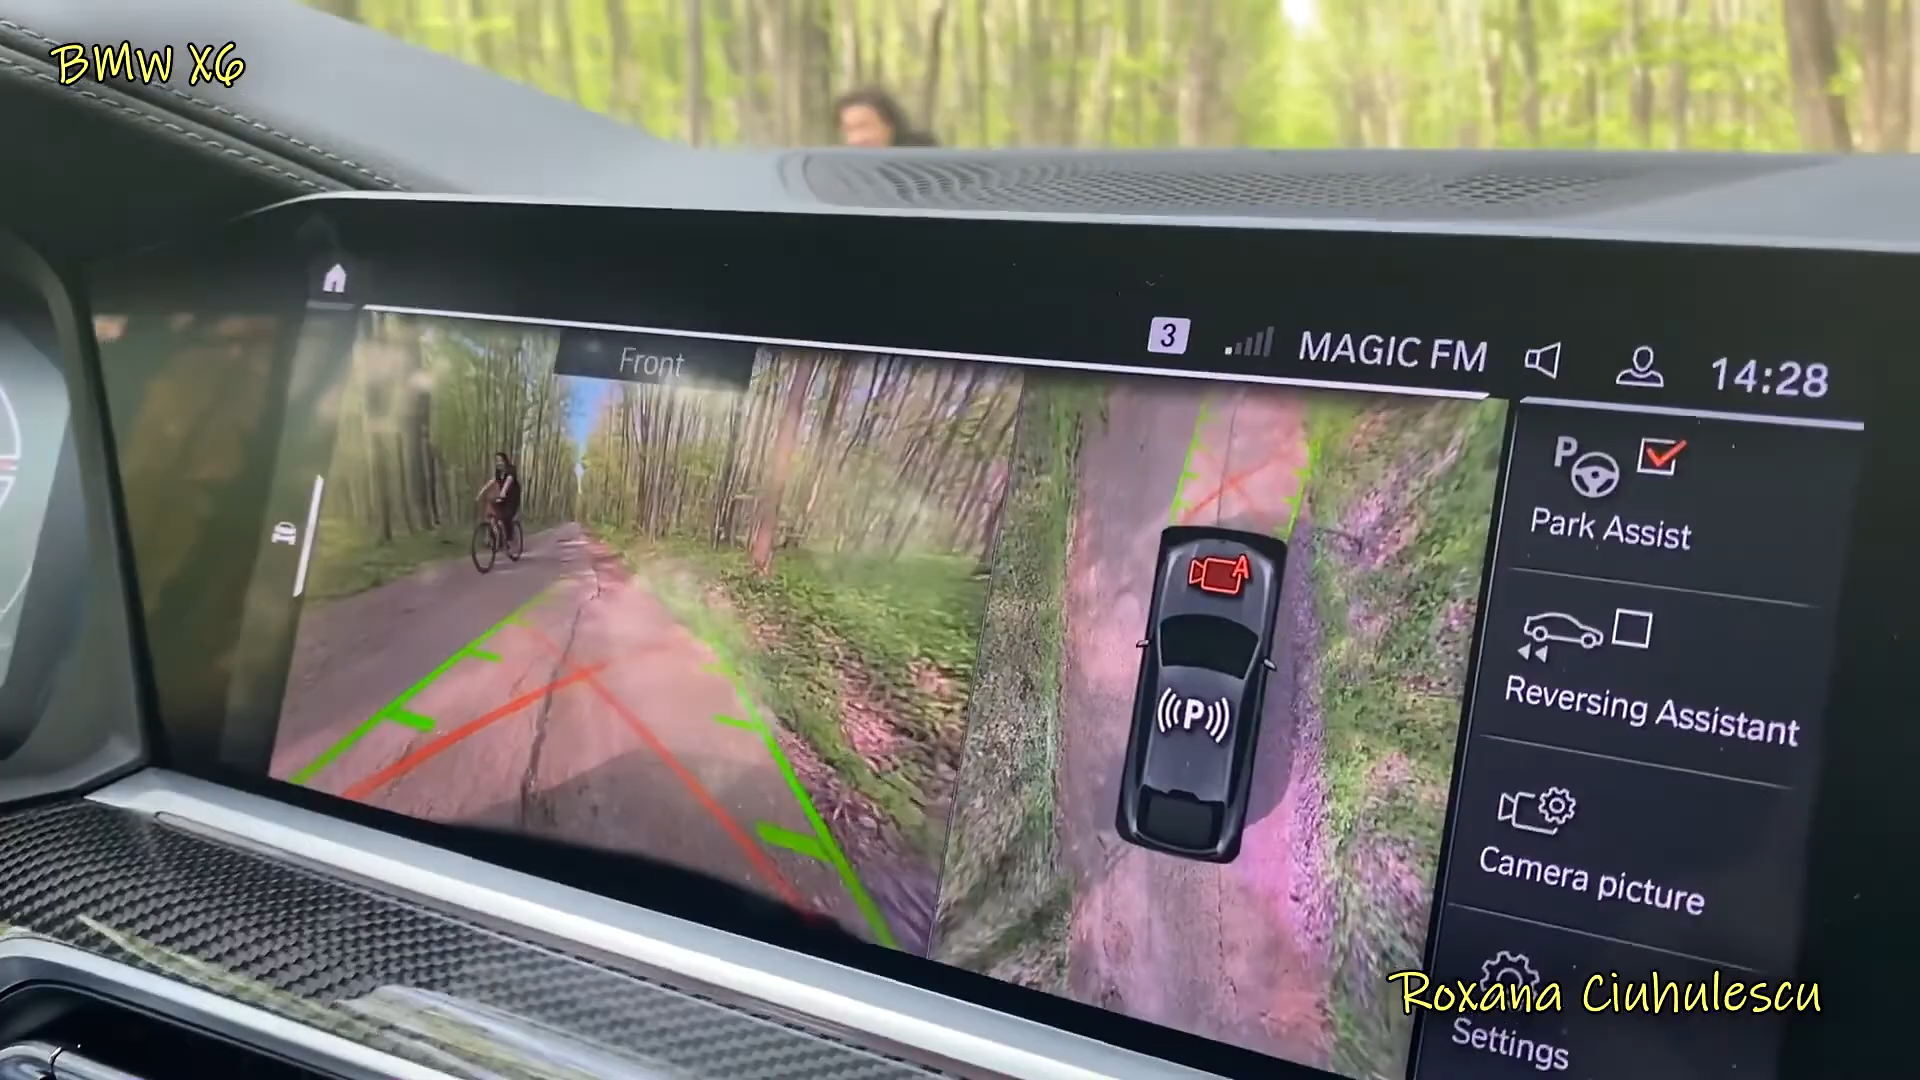 BMW X6
3 MAGIC FM 14:28
Front
P
Park Assist
A
Reversing Assistant
P
Camera picture
Settings
Roxana Ciuhulescu